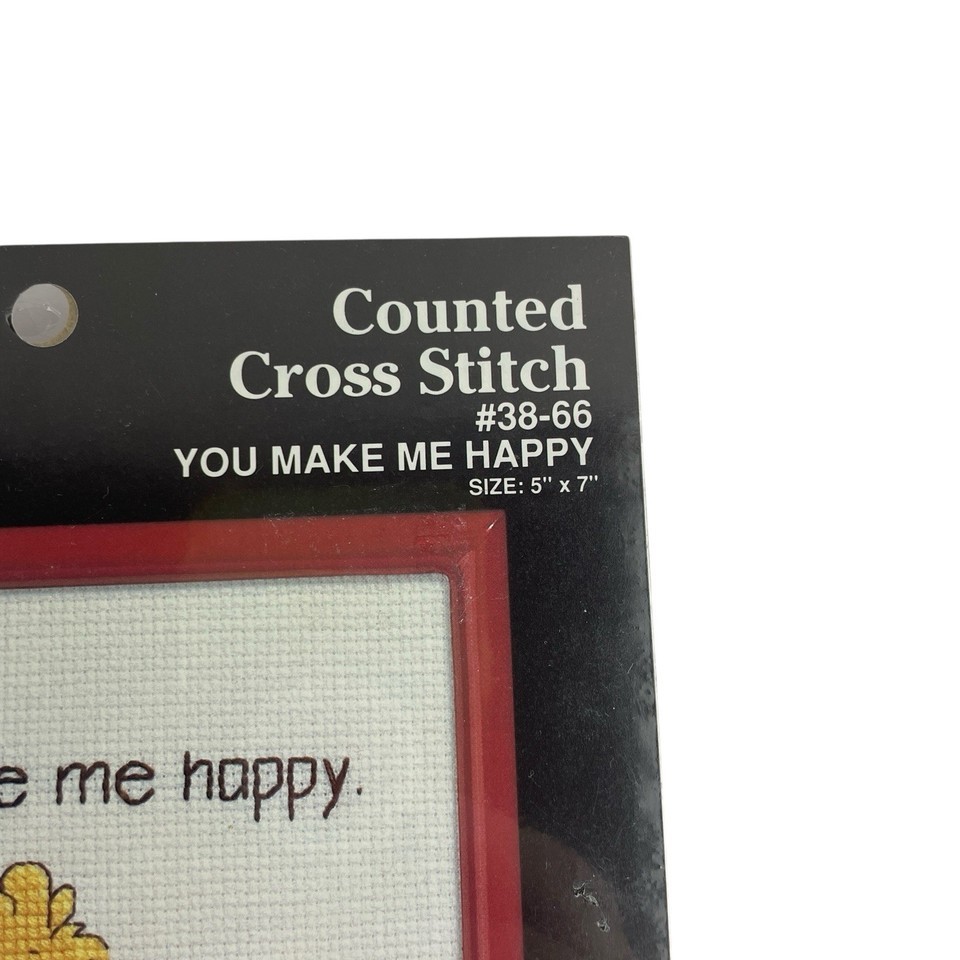 Counted
Cross Stitch
#38-66
YOU MAKE ME HAPPY
SIZE: 5" x 7"
e me happy.